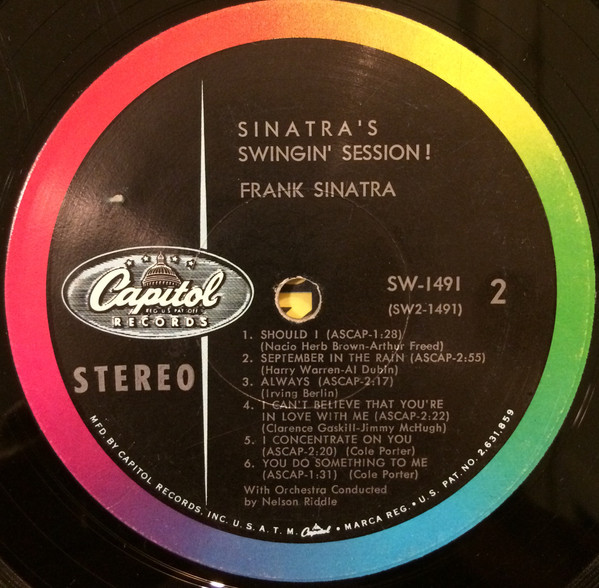 SINATRA'S
SWINGIN' SESSION!
FRANK SINATRA
Capitol
REG U.S. PAT. OFF.
RECORDS
STEREO
SW-1491
(SW2-1491)
2
1. SHOULD I (ASCAP-1:28)
(Nacio Herb Brown-Arthur Freed)
2. SEPTEMBER IN THE RAIN (ASCAP-2:55)
(Harry Warren-Al Dubin)
3. ALWAYS (ASCAP-2:17)
(Irving Berlin)
4. I CAN'T BELIEVE THAT YOU'RE
IN LOVE WITH ME (ASCAP-2:22)
(Clarence Gaskill-Jimmy McHugh)
5. I CONCENTRATE ON YOU
(ASCAP-2:20) (Cole Porter)
6. YOU DO SOMETHING TO ME
(ASCAP-1:31) (Cole Porter)
With Orchestra Conducted
by Nelson Riddle
MFD. BY CAPITOL RECORDS, INC. U.S.A. T.M. Capitol • MARCA REG. • U.S. PAT. NO. 2,631,859